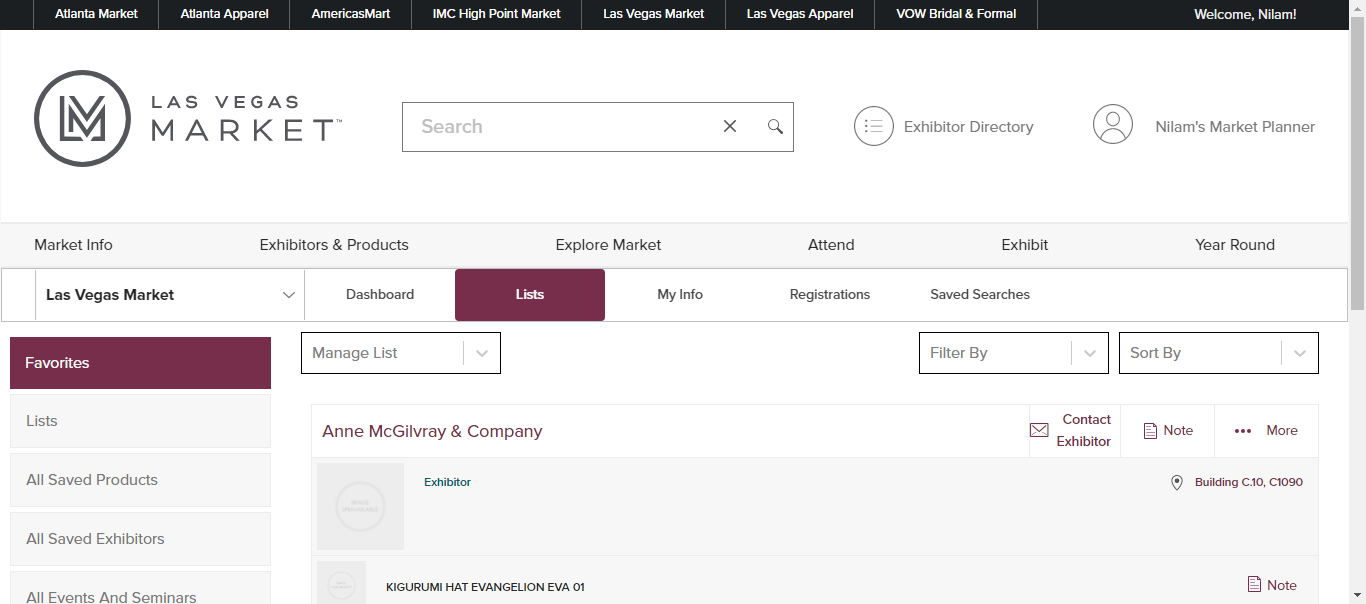 Atlanta Market
Atlanta Apparel
AmericasMart
IMC High Point Market
Las Vegas Market
Las Vegas Apparel
VOW Bridal & Formal
Welcome, Nilam!
LAS VEGAS
MARKET™
Search
Exhibitor Directory
Nilam's Market Planner
Market Info
Exhibitors & Products
Explore Market
Attend
Exhibit
Year Round
Las Vegas Market
Dashboard
Lists
My Info
Registrations
Saved Searches
Favorites
Lists
All Saved Products
All Saved Exhibitors
All Events And Seminars
Manage List
Filter By
Sort By
Anne McGilvray & Company
Contact
Exhibitor
Note
More
IMAGE
UNAVAILABLE
Exhibitor
Building C.10, C1090
KIGURUMI HAT EVANGELION EVA 01
Note